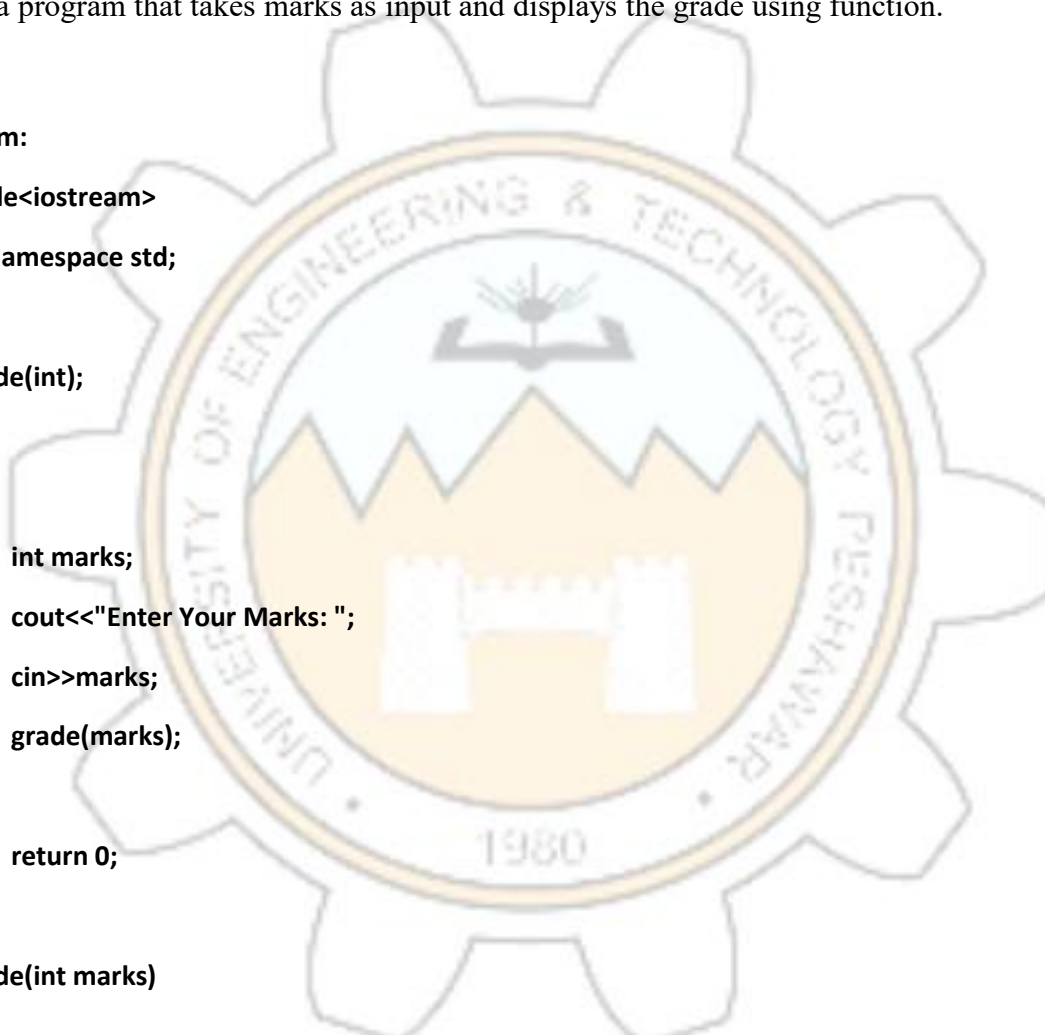 a program that takes marks as input and displays the grade using function.
m:
de<iostream>
amespace std;
de(int);
int marks;
cout<<"Enter Your Marks: ";
cin>>marks;
grade(marks);
return 0;
de(int marks)
UNIVERSITY OF ENGINEERING & TECHNOLOGY PESHAWAR
1980